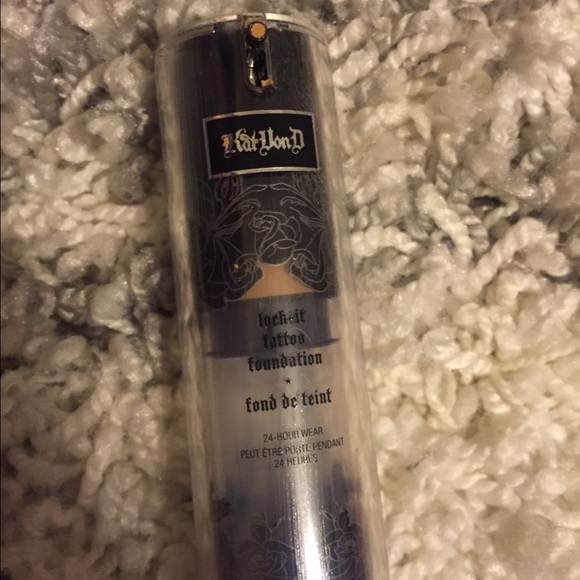 KatVonD
lock-it
tattoo
foundation
fond de teint
24-HOUR WEAR
PEUT ÊTRE PORTÉ PENDANT
24 HEURES